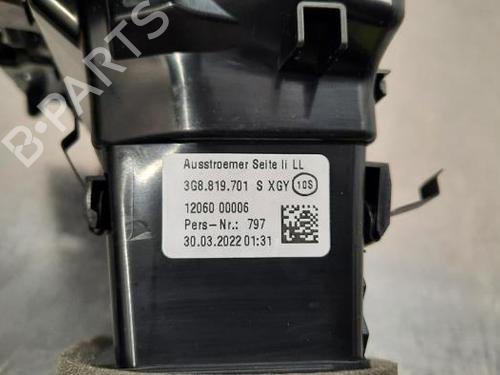 Ausstroemer Seite li LL
3G8.819.701 S XGY 10S
12060 00006
Pers-Nr.: 797
30.03.2022 01:31
B-PARTS